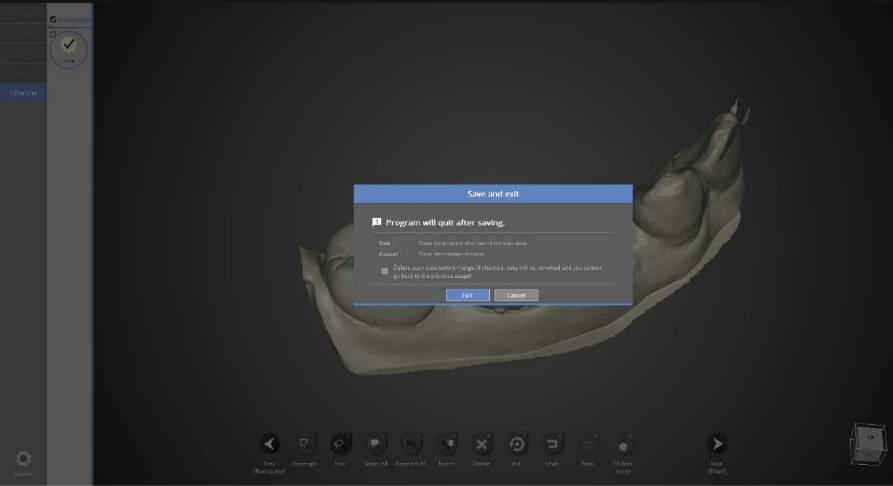 CONFIRM
Save and exit
Program will quit after saving.
Exit : Close the program after saving the scan data.
Cancel : Close the message window.
Delete scan data before merge (If checked, data will be removed and you cannot
go back to the previous stage)
Exit Cancel
Prev Rectangle Free Select All Deselect All Invert Delete Init Undo Redo Fill hole Next
[Backspace] mode [Enter]